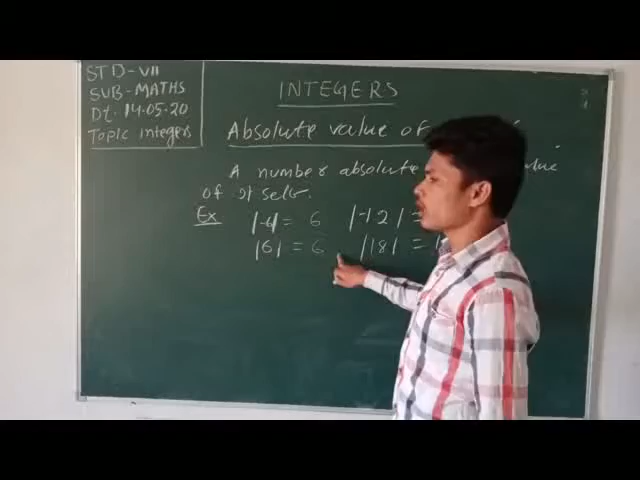 STD-VII
SUB-MATHS
Dt. 14.05.20
Topic integers
INTEGERS
Absolute value of
A number absolute
of it self.
Ex |-6| = 6 |-12| =
|6| = 6 |18| =